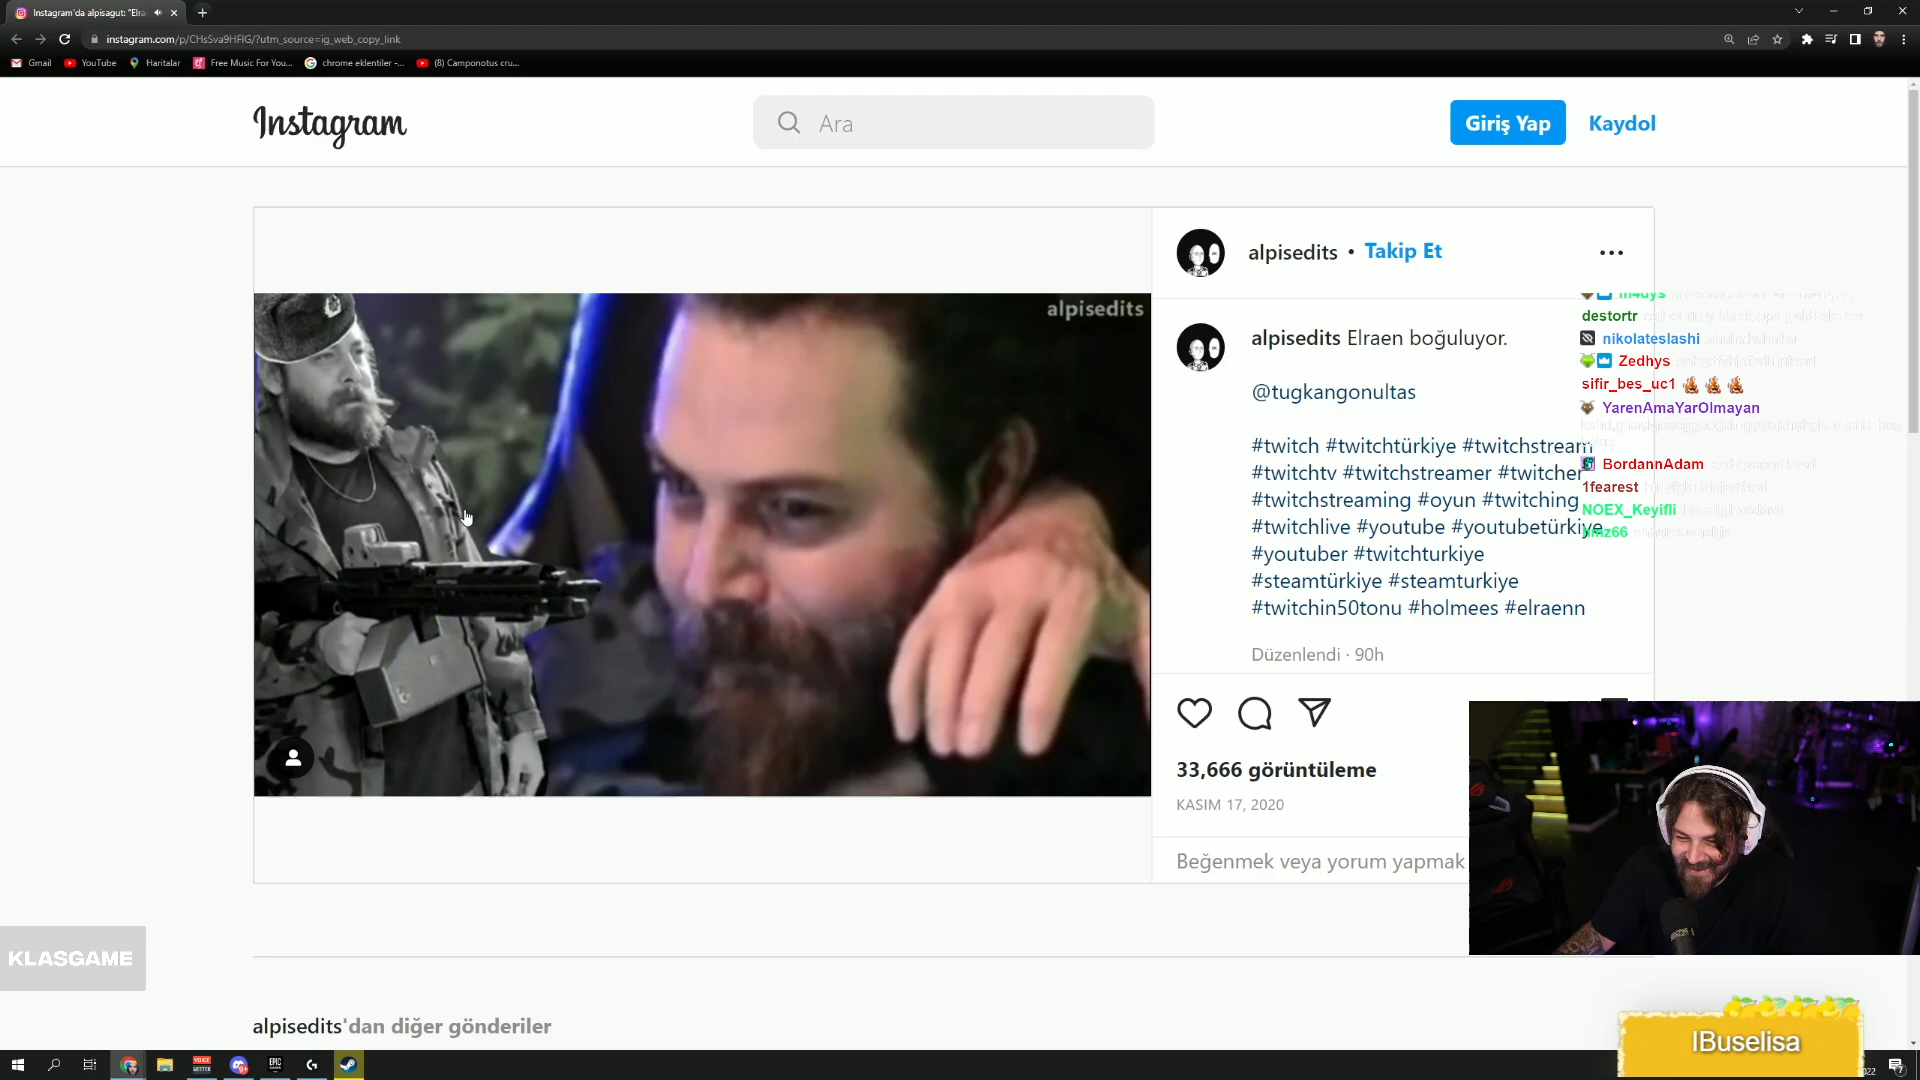 Instagram'da alpisagut: "Elra
instagram.com/p/CHsSva9HFIG/?utm_source=ig_web_copy_link
Gmail
YouTube
Haritalar
Free Music For You...
chrome eklentiler -...
(8) Camponotus cru...
Instagram
Ara
Giriş Yap
Kaydol
alpisedits • Takip Et
alpisedits
alpisedits Elraen boğuluyor.
@tugkangonultas
#twitch #twitchtürkiye #twitchstream
#twitchtv #twitchstreamer #twitcher
#twitchstreaming #oyun #twitching
#twitchlive #youtube #youtubetürkiye
#youtuber #twitchturkiye
#steamtürkiye #steamturkiye
#twitchin50tonu #holmees #elraenn
Düzenlendi · 90h
destortr
nikolateslashi
Zedhys
sifir_bes_uc1
YarenAmaYarOlmayan
BordannAdam
1fearest
NOEX_Keyifli
33,666 görüntüleme
KASIM 17, 2020
Beğenmek veya yorum yapmak
KLASGAME
alpisedits'dan diğer gönderiler
IBuselisa